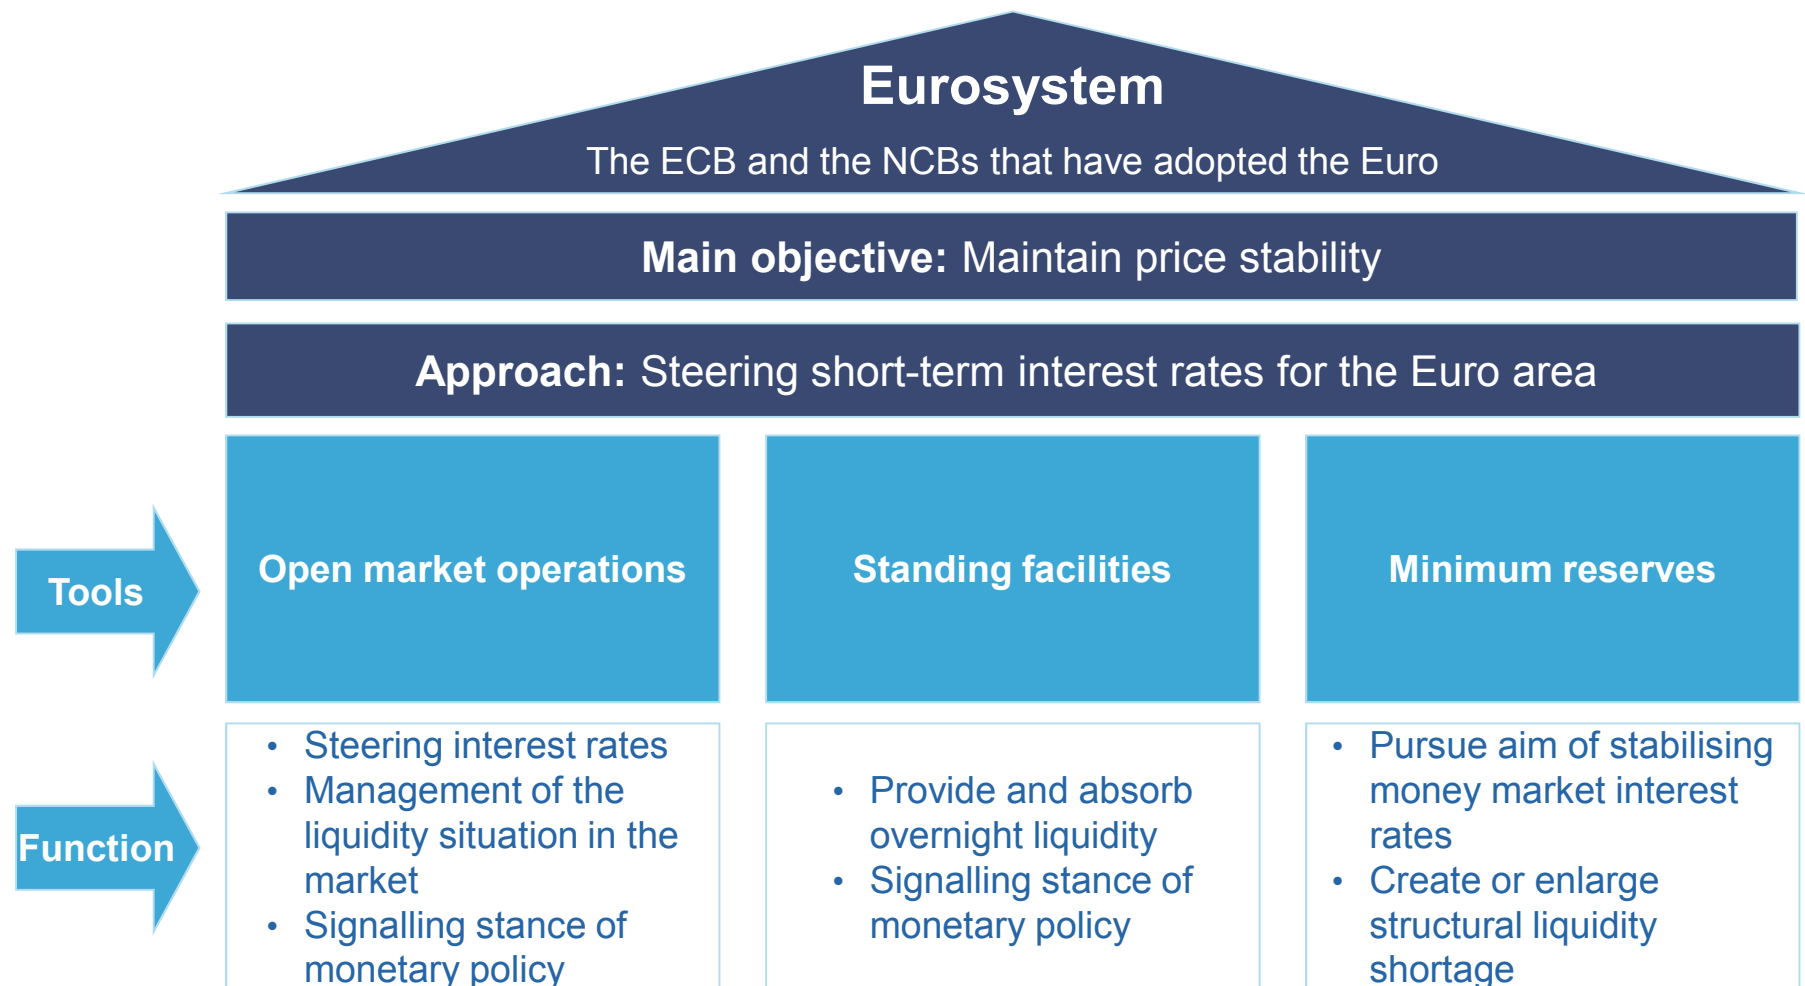 Eurosystem
The ECB and the NCBs that have adopted the Euro
Main objective: Maintain price stability
Approach: Steering short-term interest rates for the Euro area
Tools
Open market operations
Standing facilities
Minimum reserves
Function
• Steering interest rates
• Management of the
liquidity situation in the
market
• Signalling stance of
monetary policy
• Provide and absorb
overnight liquidity
• Signalling stance of
monetary policy
• Pursue aim of stabilising
money market interest
rates
• Create or enlarge
structural liquidity
shortage